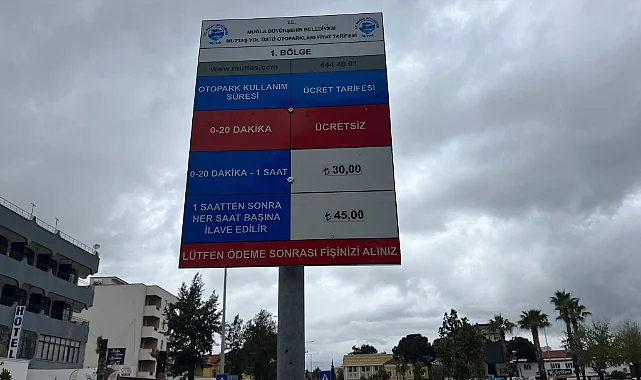 T.C.
MUĞLA BÜYÜKŞEHİR BELEDİYESİ
MUTTAŞ YOL ÜSTÜ OTOPARKLARI FİYAT TARİFESİ
1. BÖLGE
www.muttas.com 444 48 01
OTOPARK KULLANIM
SÜRESİ
ÜCRET TARİFESİ
0-20 DAKİKA
ÜCRETSİZ
0-20 DAKİKA - 1 SAAT
₺ 30,00
1 SAATTEN SONRA
HER SAAT BAŞINA
İLAVE EDİLİR
₺ 45,00
LÜTFEN ÖDEME SONRASI FİŞİNİZİ ALINIZ
HOTEL